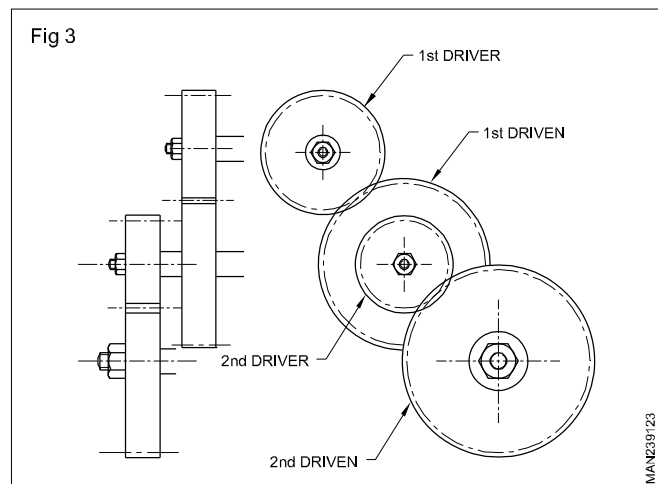 Fig 3
1st DRIVER
1st DRIVEN
2nd DRIVER
2nd DRIVEN
MAN239123